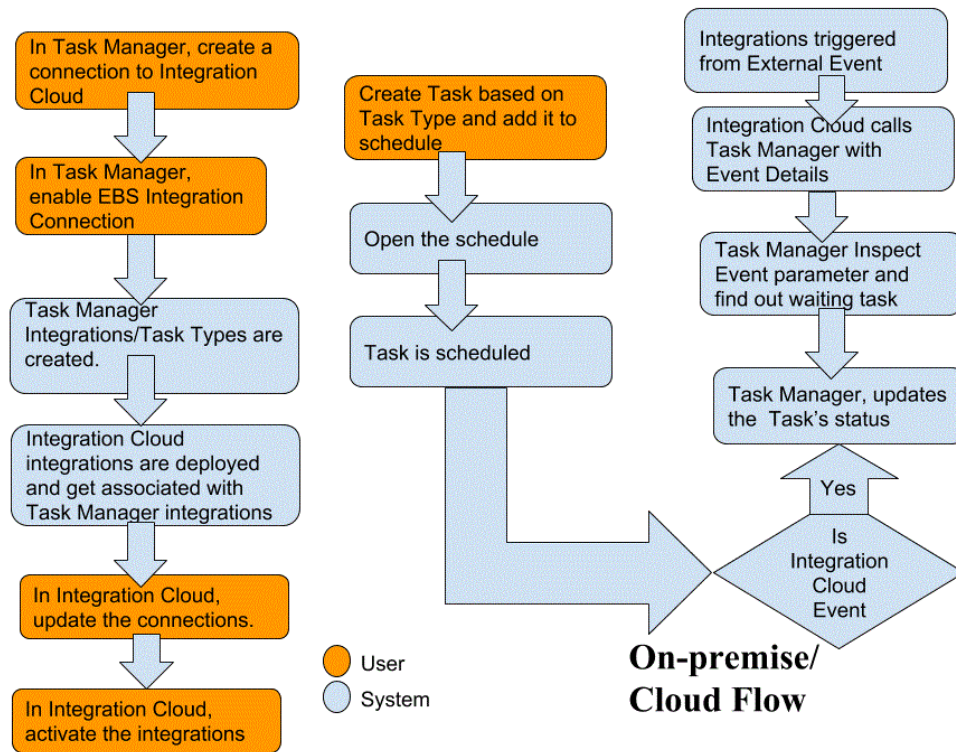 In Task Manager, create a
connection to Integration
Cloud
In Task Manager,
enable EBS Integration
Connection
Task Manager
Integrations/Task Types are
created.
Integration Cloud
integrations are deployed
and get associated with
Task Manager integrations
In Integration Cloud,
update the connections.
In Integration Cloud,
activate the integrations
Create Task based on
Task Type and add it to
schedule
Open the schedule
Task is scheduled
User
System
Integrations triggered
from External Event
Integration Cloud calls
Task Manager with
Event Details
Task Manager Inspect
Event parameter and
find out waiting task
Task Manager, updates
the Task's status
Yes
Is
Integration
Cloud
Event
On-premise/
Cloud Flow